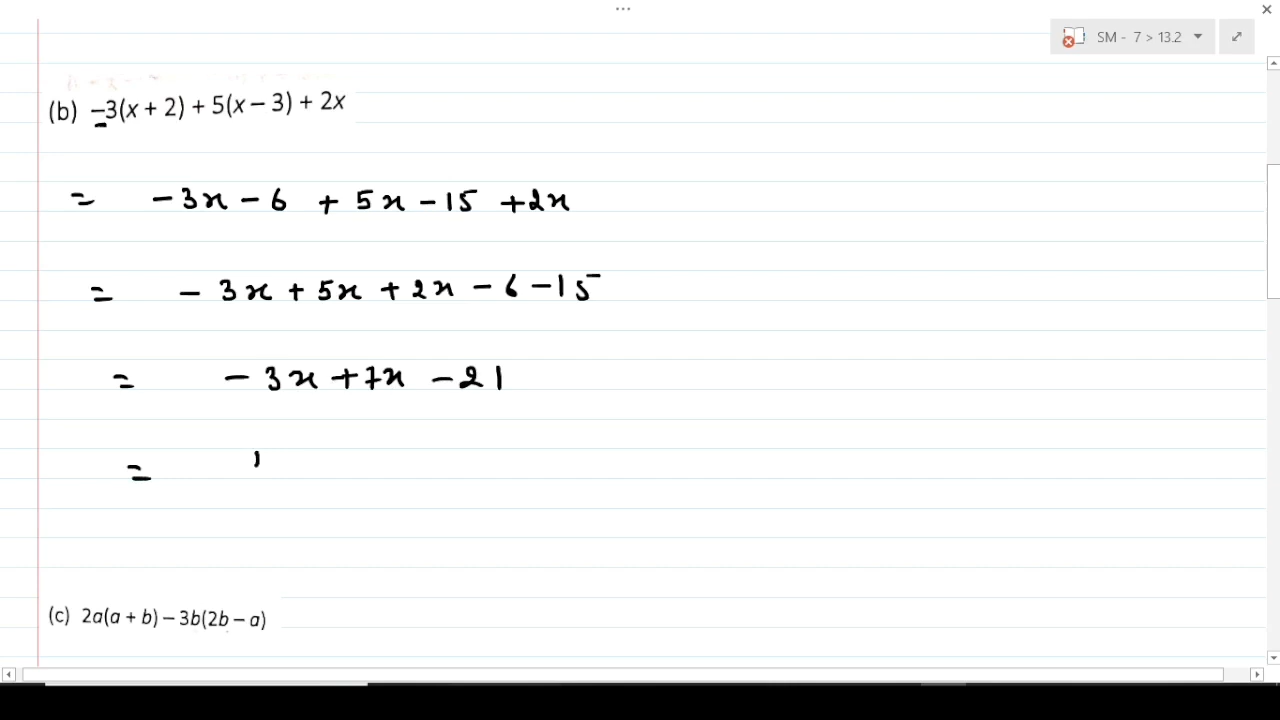 SM - 7 > 13.2
(b) -3(x + 2) + 5(x - 3) + 2x
= -3x - 6 + 5x - 15 + 2x
= - 3x + 5x + 2x - 6 - 15
= - 3x + 7x - 21
=
(c) 2a(a + b) - 3b(2b - a)